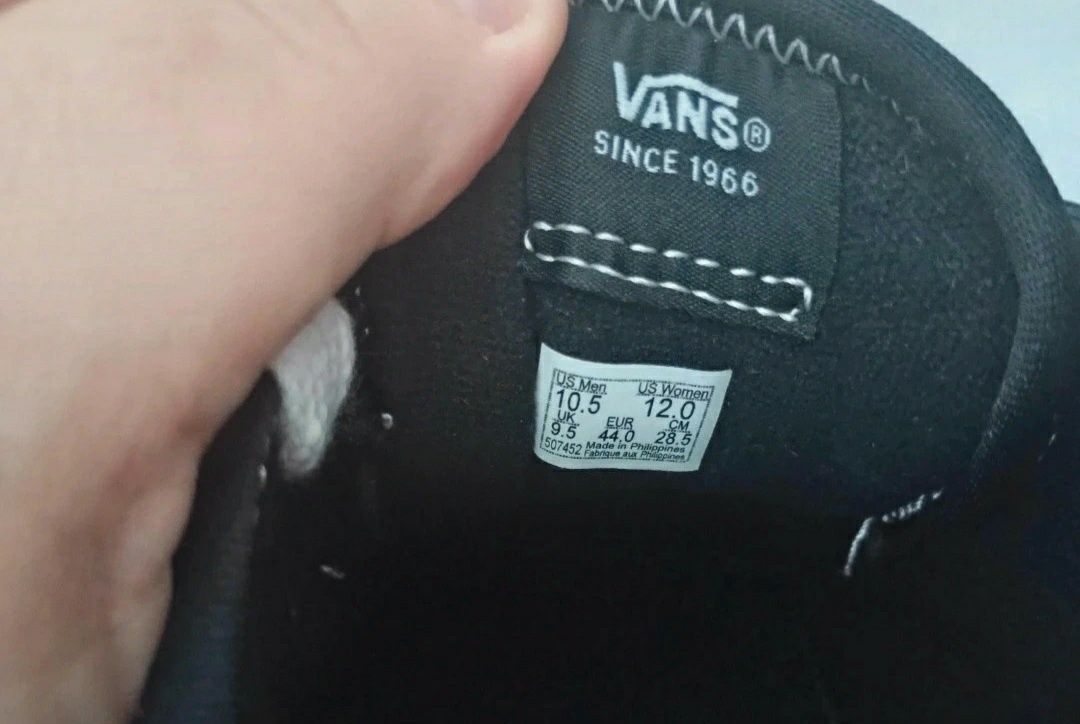 VANS®
SINCE 1966
US Men US Women
10.5 12.0
UK EUR CM
9.5 44.0 28.5
507452 Made in Philippines
Fabrique aux Philippines